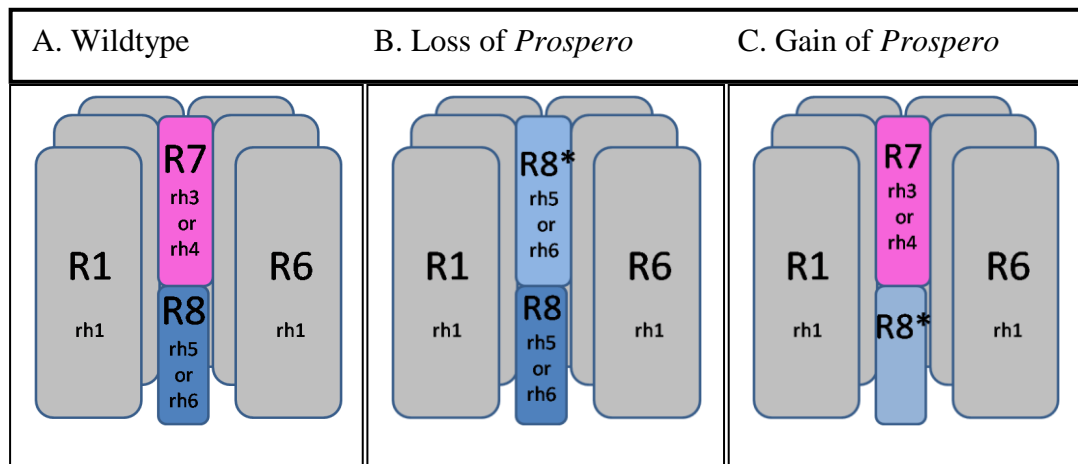 A. Wildtype
B. Loss of Prospero
C. Gain of Prospero
R7
rh3
or
rh4
R1
rh1
R6
rh1
R8
rh5
or
rh6
R8*
rh5
or
rh6
R1
rh1
R6
rh1
R8
rh5
or
rh6
R7
rh3
or
rh4
R1
rh1
R6
rh1
R8*